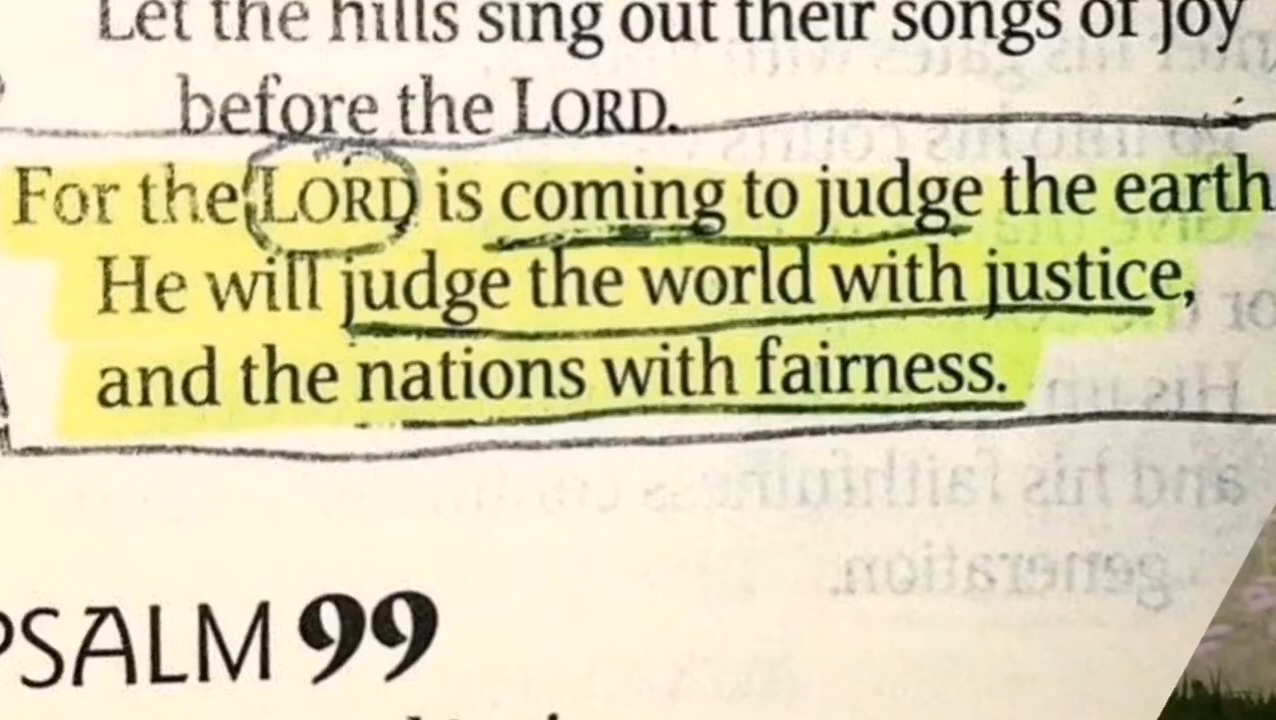 Let the hills sing out their songs of joy
before the LORD.
For the LORD is coming to judge the earth
He will judge the world with justice,
and the nations with fairness.
PSALM 99